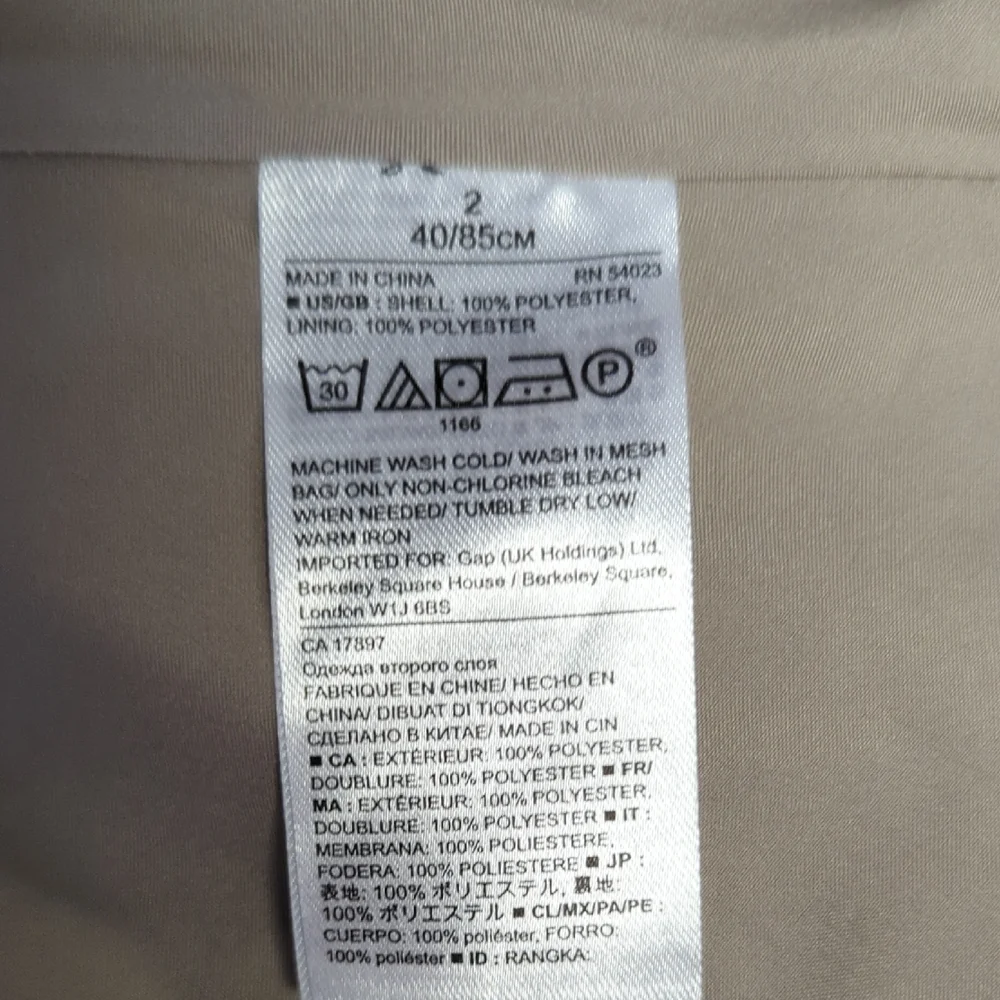 2
40/85CM
MADE IN CHINA RN 54023
■ US/GB : SHELL: 100% POLYESTER,
LINING: 100% POLYESTER
30 P®
1166
MACHINE WASH COLD/ WASH IN MESH
BAG/ ONLY NON-CHLORINE BLEACH
WHEN NEEDED/ TUMBLE DRY LOW/
WARM IRON
IMPORTED FOR: Gap (UK Holdings) Ltd,
Berkeley Square House / Berkeley Square,
London W1J 6BS
CA 17897
Одежда второго слоя
FABRIQUE EN CHINE/ HECHO EN
CHINA/ DIBUAT DI TIONGKOK/
СДЕЛАНО В КИТАЕ/ MADE IN CIN
■ CA : EXTÉRIEUR: 100% POLYESTER,
DOUBLURE: 100% POLYESTER ■ FR/
MA : EXTÉRIEUR: 100% POLYESTER,
DOUBLURE: 100% POLYESTER ■ IT :
MEMBRANA: 100% POLIESTERE,
FODERA: 100% POLIESTERE ■ JP :
表地: 100% ポリエステル, 裏地:
100% ポリエステル ■ CL/MX/PA/PE :
CUERPO: 100% poliéster, FORRO:
100% poliéster ■ ID : RANGKA: